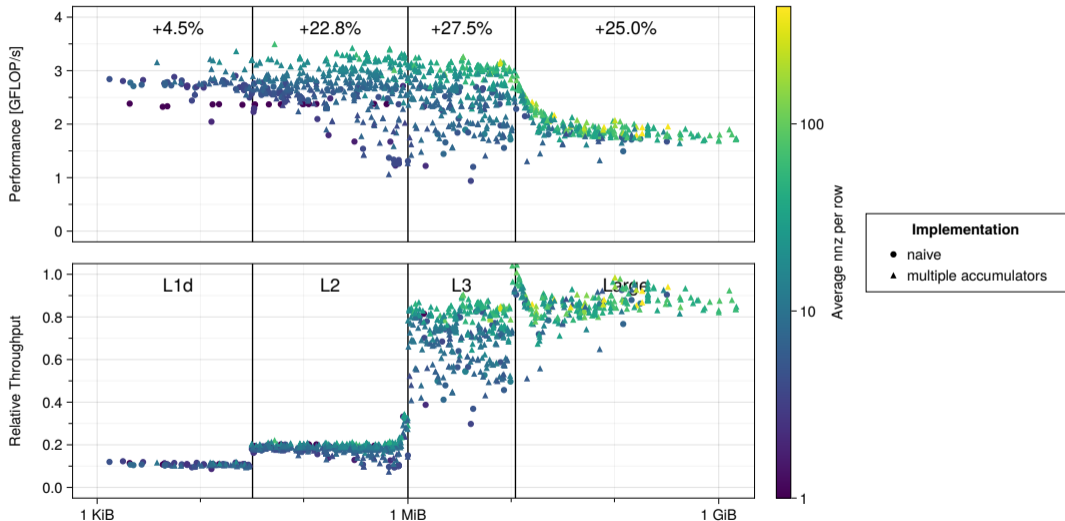 4
+4.5%
+22.8%
+27.5%
+25.0%
3
2
1
0
Performance [GFLOP/s]
1.0
L1d
L2
L3
Large
0.8
0.6
0.4
0.2
0.0
Relative Throughput
1 KiB
1 MiB
1 GiB
100
10
1
Average nnz per row
Implementation
naive
multiple accumulators